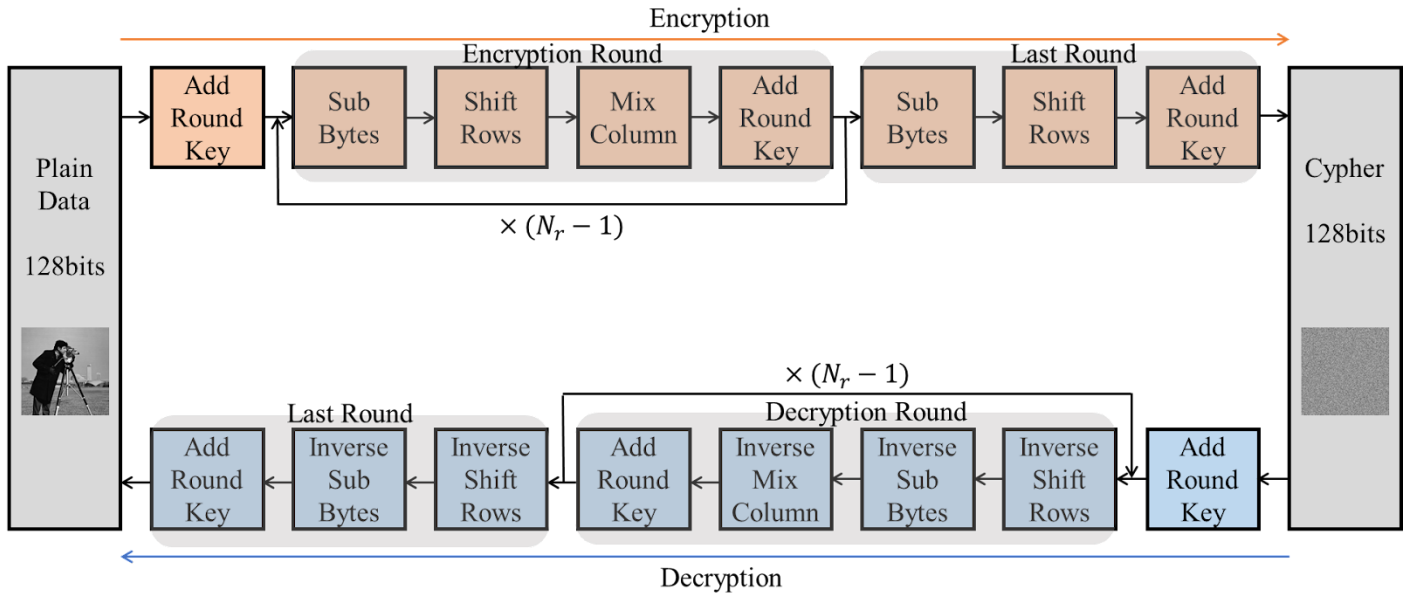 Encryption
Encryption Round
Last Round
Plain
Data
128bits
Add
Round
Key
Sub
Bytes
Shift
Rows
Mix
Column
Add
Round
Key
Sub
Bytes
Shift
Rows
Add
Round
Key
Cypher
128bits
× (N_r − 1)
× (N_r − 1)
Last Round
Decryption Round
Add
Round
Key
Inverse
Sub
Bytes
Inverse
Shift
Rows
Add
Round
Key
Inverse
Mix
Column
Inverse
Sub
Bytes
Inverse
Shift
Rows
Add
Round
Key
Decryption